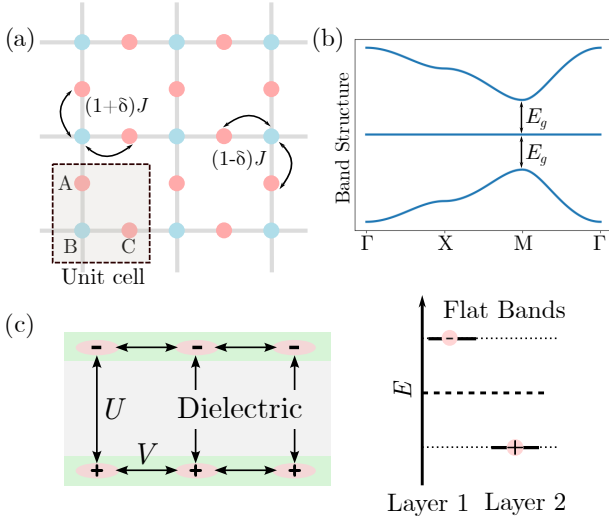 (a)
(1+δ)J
(1-δ)J
A
B
C
Unit cell
(b)
Band Structure
E_g
E_g
Γ
X
M
Γ
(c)
- - -
U
Dielectric
V
+ + +
Flat Bands
E
-
+
Layer 1
Layer 2